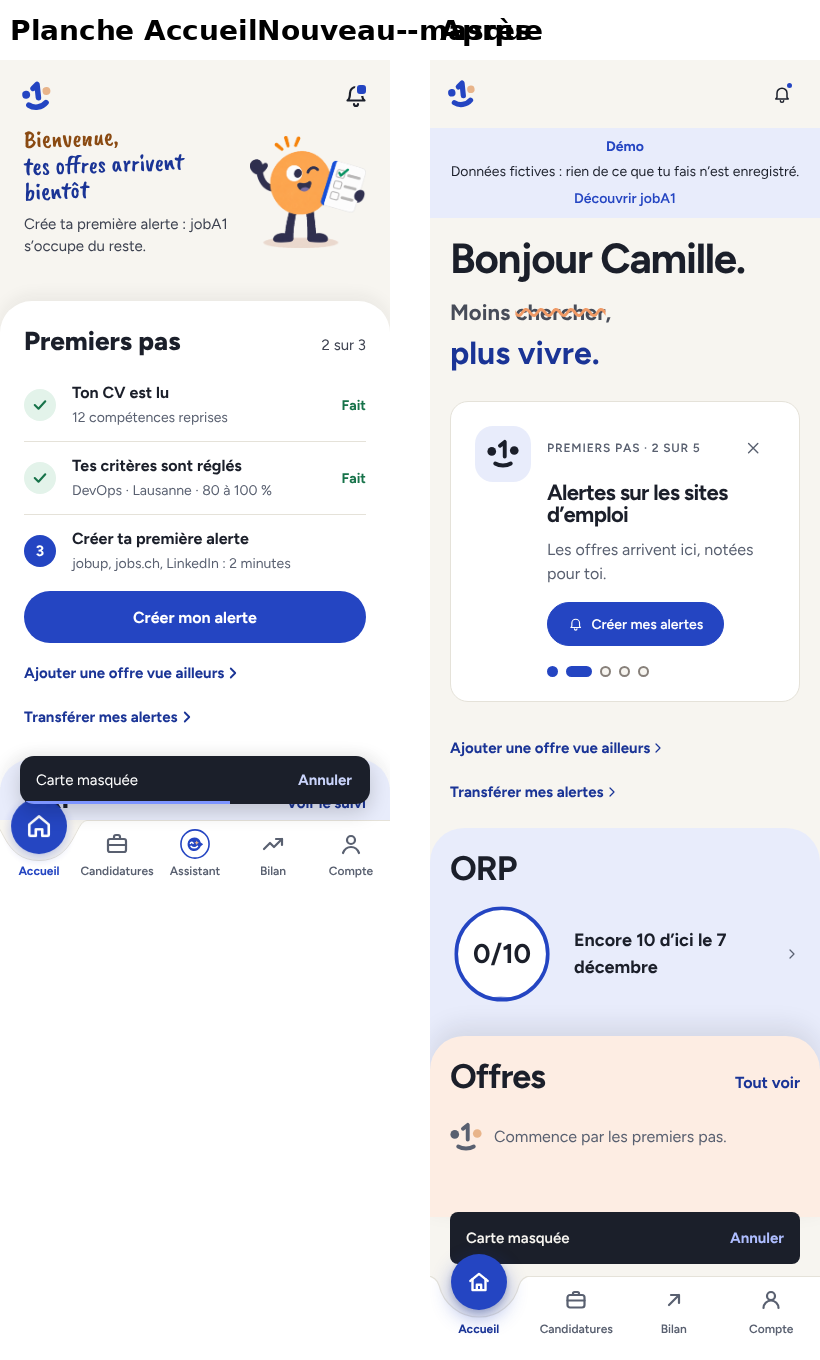 Planche AccueilNouveau--masque
Après
Bienvenue,
tes offres arrivent
bientôt
Crée ta première alerte : jobA1
s’occupe du reste.
Premiers pas
2 sur 3
Ton CV est lu
12 compétences reprises
Fait
Tes critères sont réglés
DevOps · Lausanne · 80 à 100 %
Fait
3
Créer ta première alerte
jobup, jobs.ch, LinkedIn : 2 minutes
Créer mon alerte
Ajouter une offre vue ailleurs
Transférer mes alertes
Carte masquée
Annuler
Voir le suivi
Accueil
Candidatures
Assistant
Bilan
Compte
Démo
Données fictives : rien de ce que tu fais n’est enregistré.
Découvrir jobA1
Bonjour Camille.
Moins chercher,
plus vivre.
PREMIERS PAS · 2 SUR 5
Alertes sur les sites
d’emploi
Les offres arrivent ici, notées
pour toi.
Créer mes alertes
Ajouter une offre vue ailleurs
Transférer mes alertes
ORP
0/10
Encore 10 d’ici le 7
décembre
Offres
Tout voir
Commence par les premiers pas.
Carte masquée
Annuler
Accueil
Candidatures
Bilan
Compte